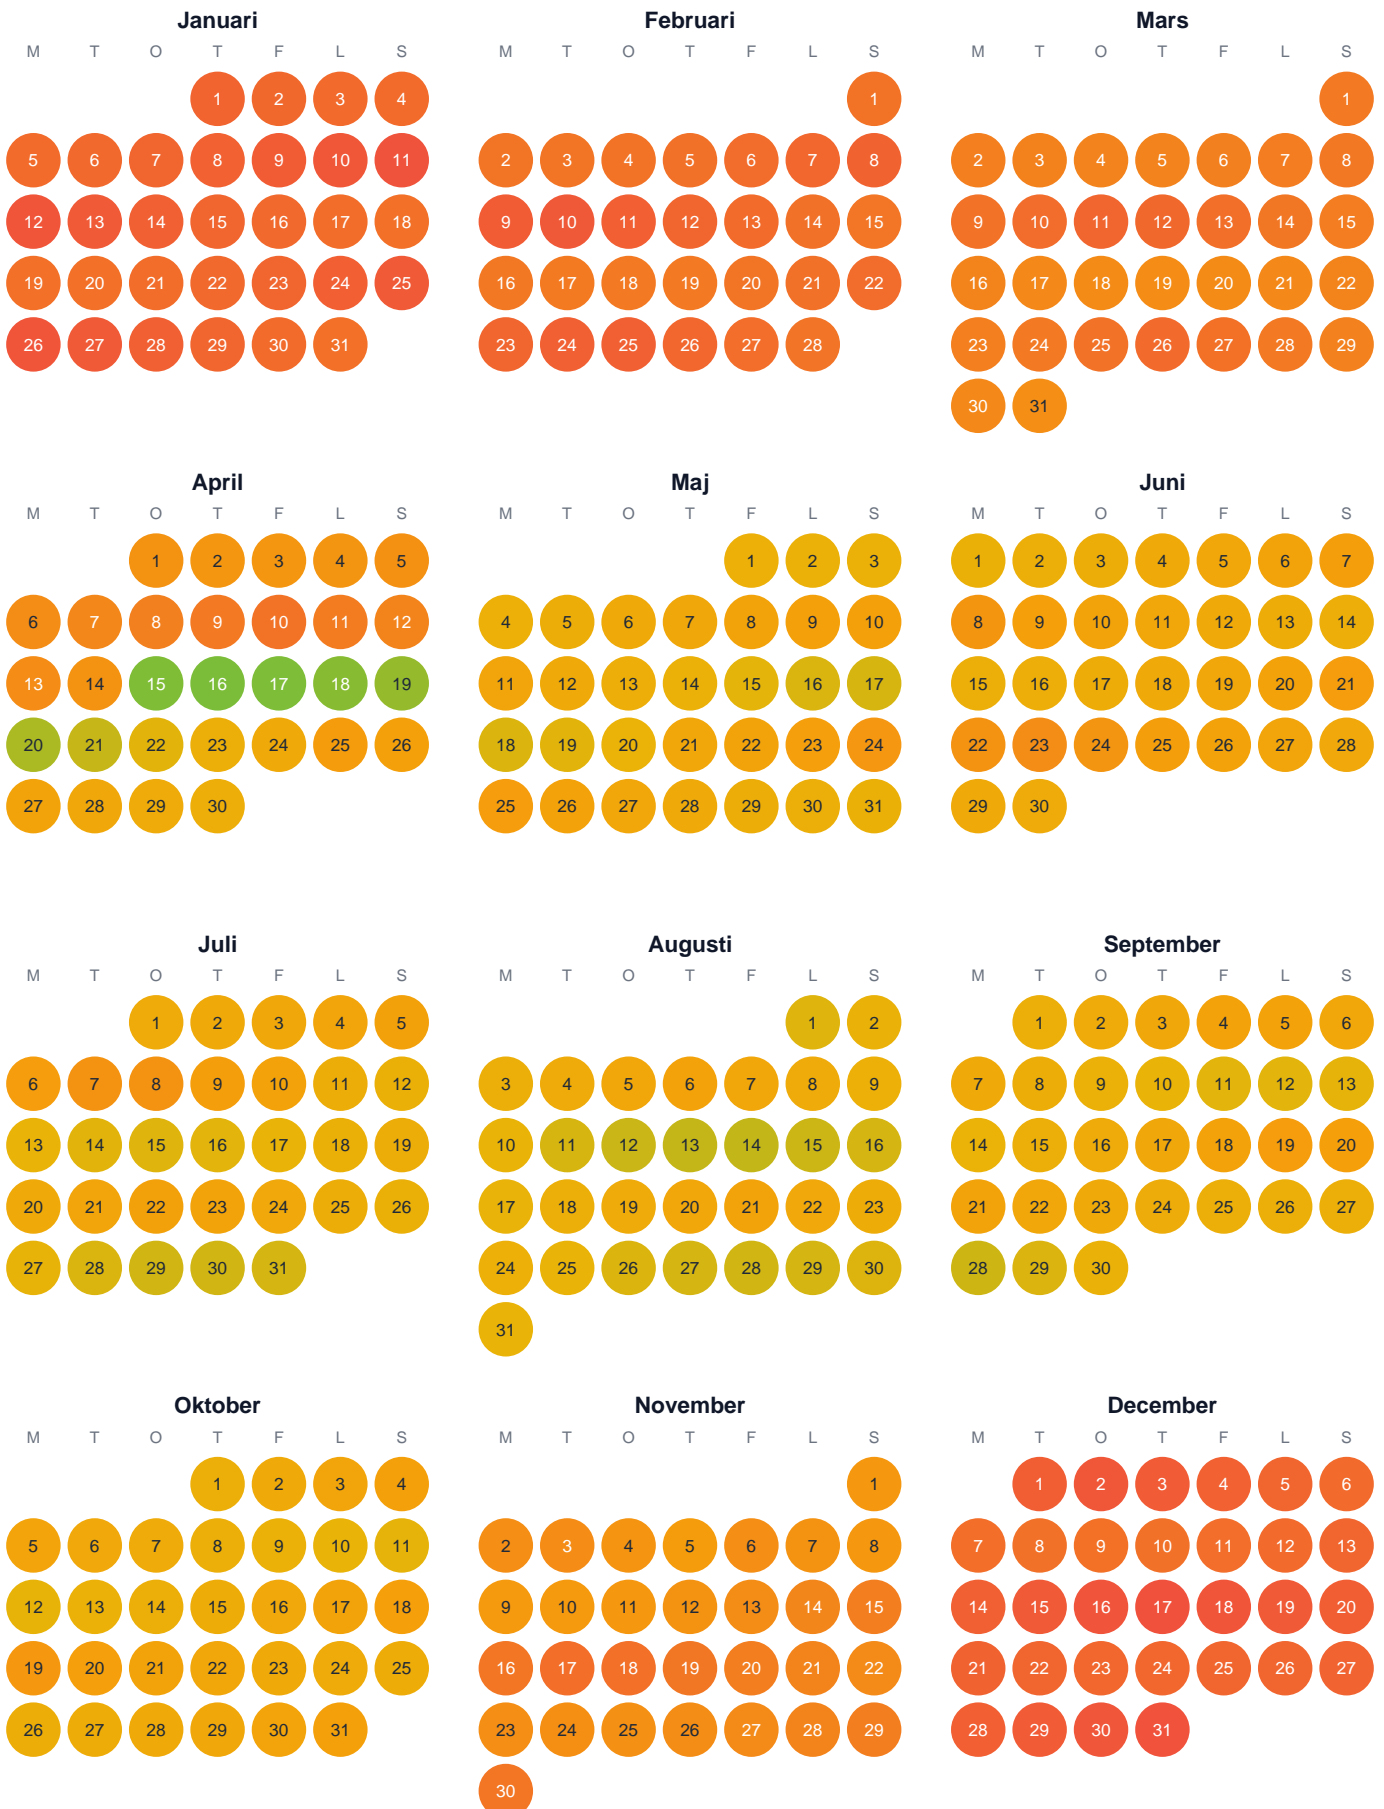 Januari Februari Mars
M T O T F L S M T O T F L S M T O T F L S
1 2 3 4 1 1
5 6 7 8 9 10 11 2 3 4 5 6 7 8 2 3 4 5 6 7 8
12 13 14 15 16 17 18 9 10 11 12 13 14 15 9 10 11 12 13 14 15
19 20 21 22 23 24 25 16 17 18 19 20 21 22 16 17 18 19 20 21 22
26 27 28 29 30 31 23 24 25 26 27 28 23 24 25 26 27 28 29
30 31
April Maj Juni
M T O T F L S M T O T F L S M T O T F L S
1 2 3 4 5 1 2 3 1 2 3 4 5 6 7
6 7 8 9 10 11 12 4 5 6 7 8 9 10 8 9 10 11 12 13 14
13 14 15 16 17 18 19 11 12 13 14 15 16 17 15 16 17 18 19 20 21
20 21 22 23 24 25 26 18 19 20 21 22 23 24 22 23 24 25 26 27 28
27 28 29 30 25 26 27 28 29 30 31 29 30
Juli Augusti September
M T O T F L S M T O T F L S M T O T F L S
1 2 3 4 5 1 2 1 2 3 4 5 6
6 7 8 9 10 11 12 3 4 5 6 7 8 9 7 8 9 10 11 12 13
13 14 15 16 17 18 19 10 11 12 13 14 15 16 14 15 16 17 18 19 20
20 21 22 23 24 25 26 17 18 19 20 21 22 23 21 22 23 24 25 26 27
27 28 29 30 31 24 25 26 27 28 29 30 28 29 30
31
Oktober November December
M T O T F L S M T O T F L S M T O T F L S
1 2 3 4 1 1 2 3 4 5 6
5 6 7 8 9 10 11 2 3 4 5 6 7 8 7 8 9 10 11 12 13
12 13 14 15 16 17 18 9 10 11 12 13 14 15 14 15 16 17 18 19 20
19 20 21 22 23 24 25 16 17 18 19 20 21 22 21 22 23 24 25 26 27
26 27 28 29 30 31 23 24 25 26 27 28 29 28 29 30 31
30